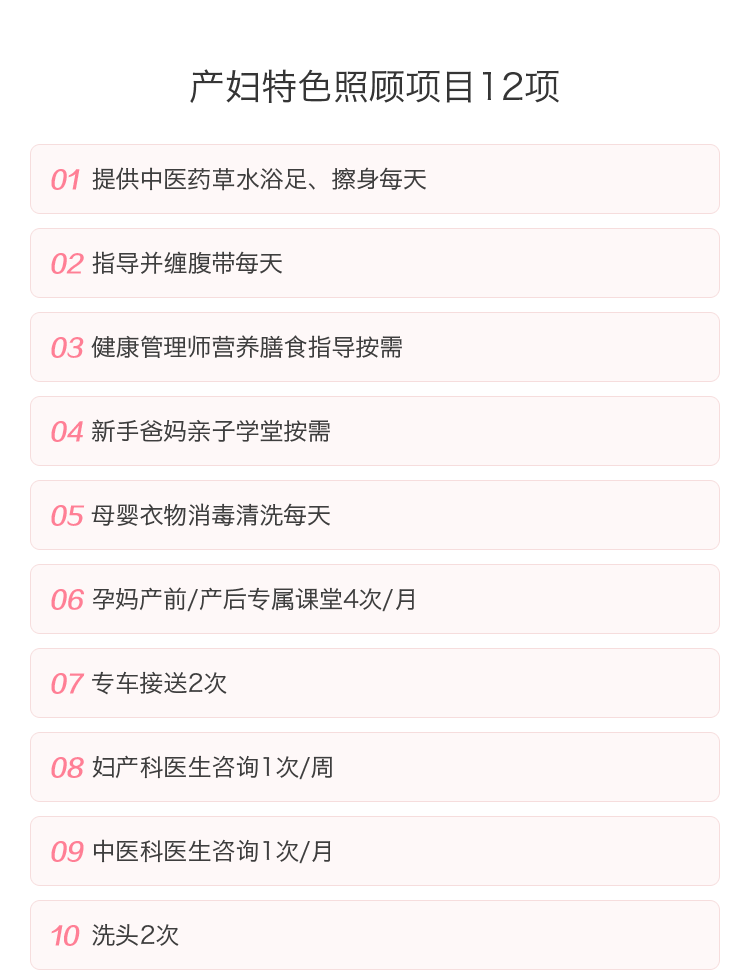 产妇特色照顾项目12项
01 提供中医药草水浴足、擦身每天
02 指导并缠腹带每天
03 健康管理师营养膳食指导按需
04 新手爸妈亲子学堂按需
05 母婴衣物消毒清洗每天
06 孕妈产前/产后专属课堂4次/月
07 专车接送2次
08 妇产科医生咨询1次/周
09 中医科医生咨询1次/月
10 洗头2次